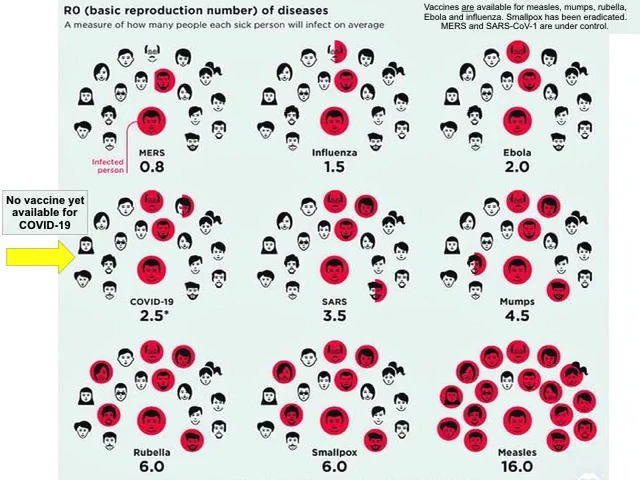 R0 (basic reproduction number) of diseases
A measure of how many people each sick person will infect on average
Vaccines are available for measles, mumps, rubella,
Ebola and influenza. Smallpox has been eradicated.
MERS and SARS-CoV-1 are under control.
Infected
person
MERS
0.8
Influenza
1.5
Ebola
2.0
No vaccine yet
available for
COVID-19
COVID-19
2.5*
SARS
3.5
Mumps
4.5
Rubella
6.0
Smallpox
6.0
Measles
16.0